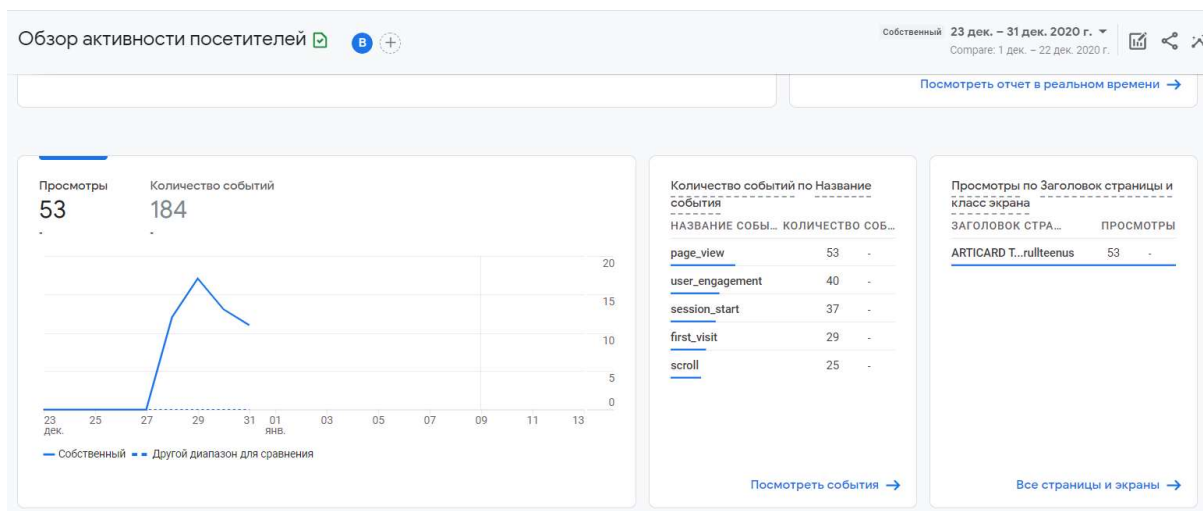 Обзор активности посетителей
B
Собственный 23 дек. – 31 дек. 2020 г.
Compare: 1 дек. – 22 дек. 2020 г.
Посмотреть отчет в реальном времени →
Просмотры
53
-
Количество событий
184
-
20
15
10
5
0
23 25 27 29 31 01 03 05 07 09 11 13
дек. янв.
Собственный Другой диапазон для сравнения
Количество событий по Название
события
НАЗВАНИЕ СОБЫ... КОЛИЧЕСТВО СОБ...
page_view 53 -
user_engagement 40 -
session_start 37 -
first_visit 29 -
scroll 25 -
Посмотреть события →
Просмотры по Заголовок страницы и
класс экрана
ЗАГОЛОВОК СТРА... ПРОСМОТРЫ
ARTICARD T...rullteenus 53 -
Все страницы и экраны →